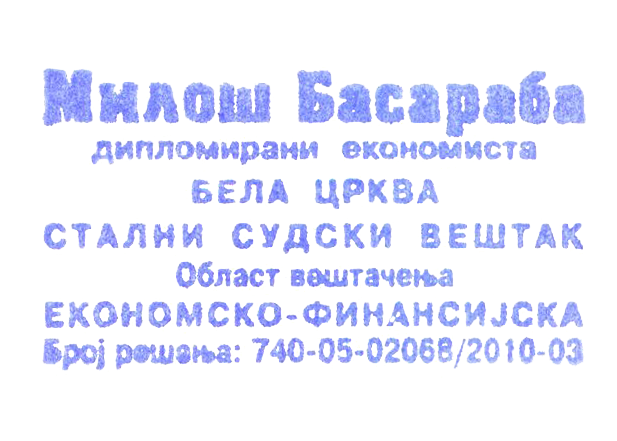 Милош Басараба
дипломирани економиста
БЕЛА ЦРКВА
СТАЛНИ СУДСКИ ВЕШТАК
Област вештачења
ЕКОНОМСКО-ФИНАНСИЈСКА
Број решања: 740-05-02068/2010-03